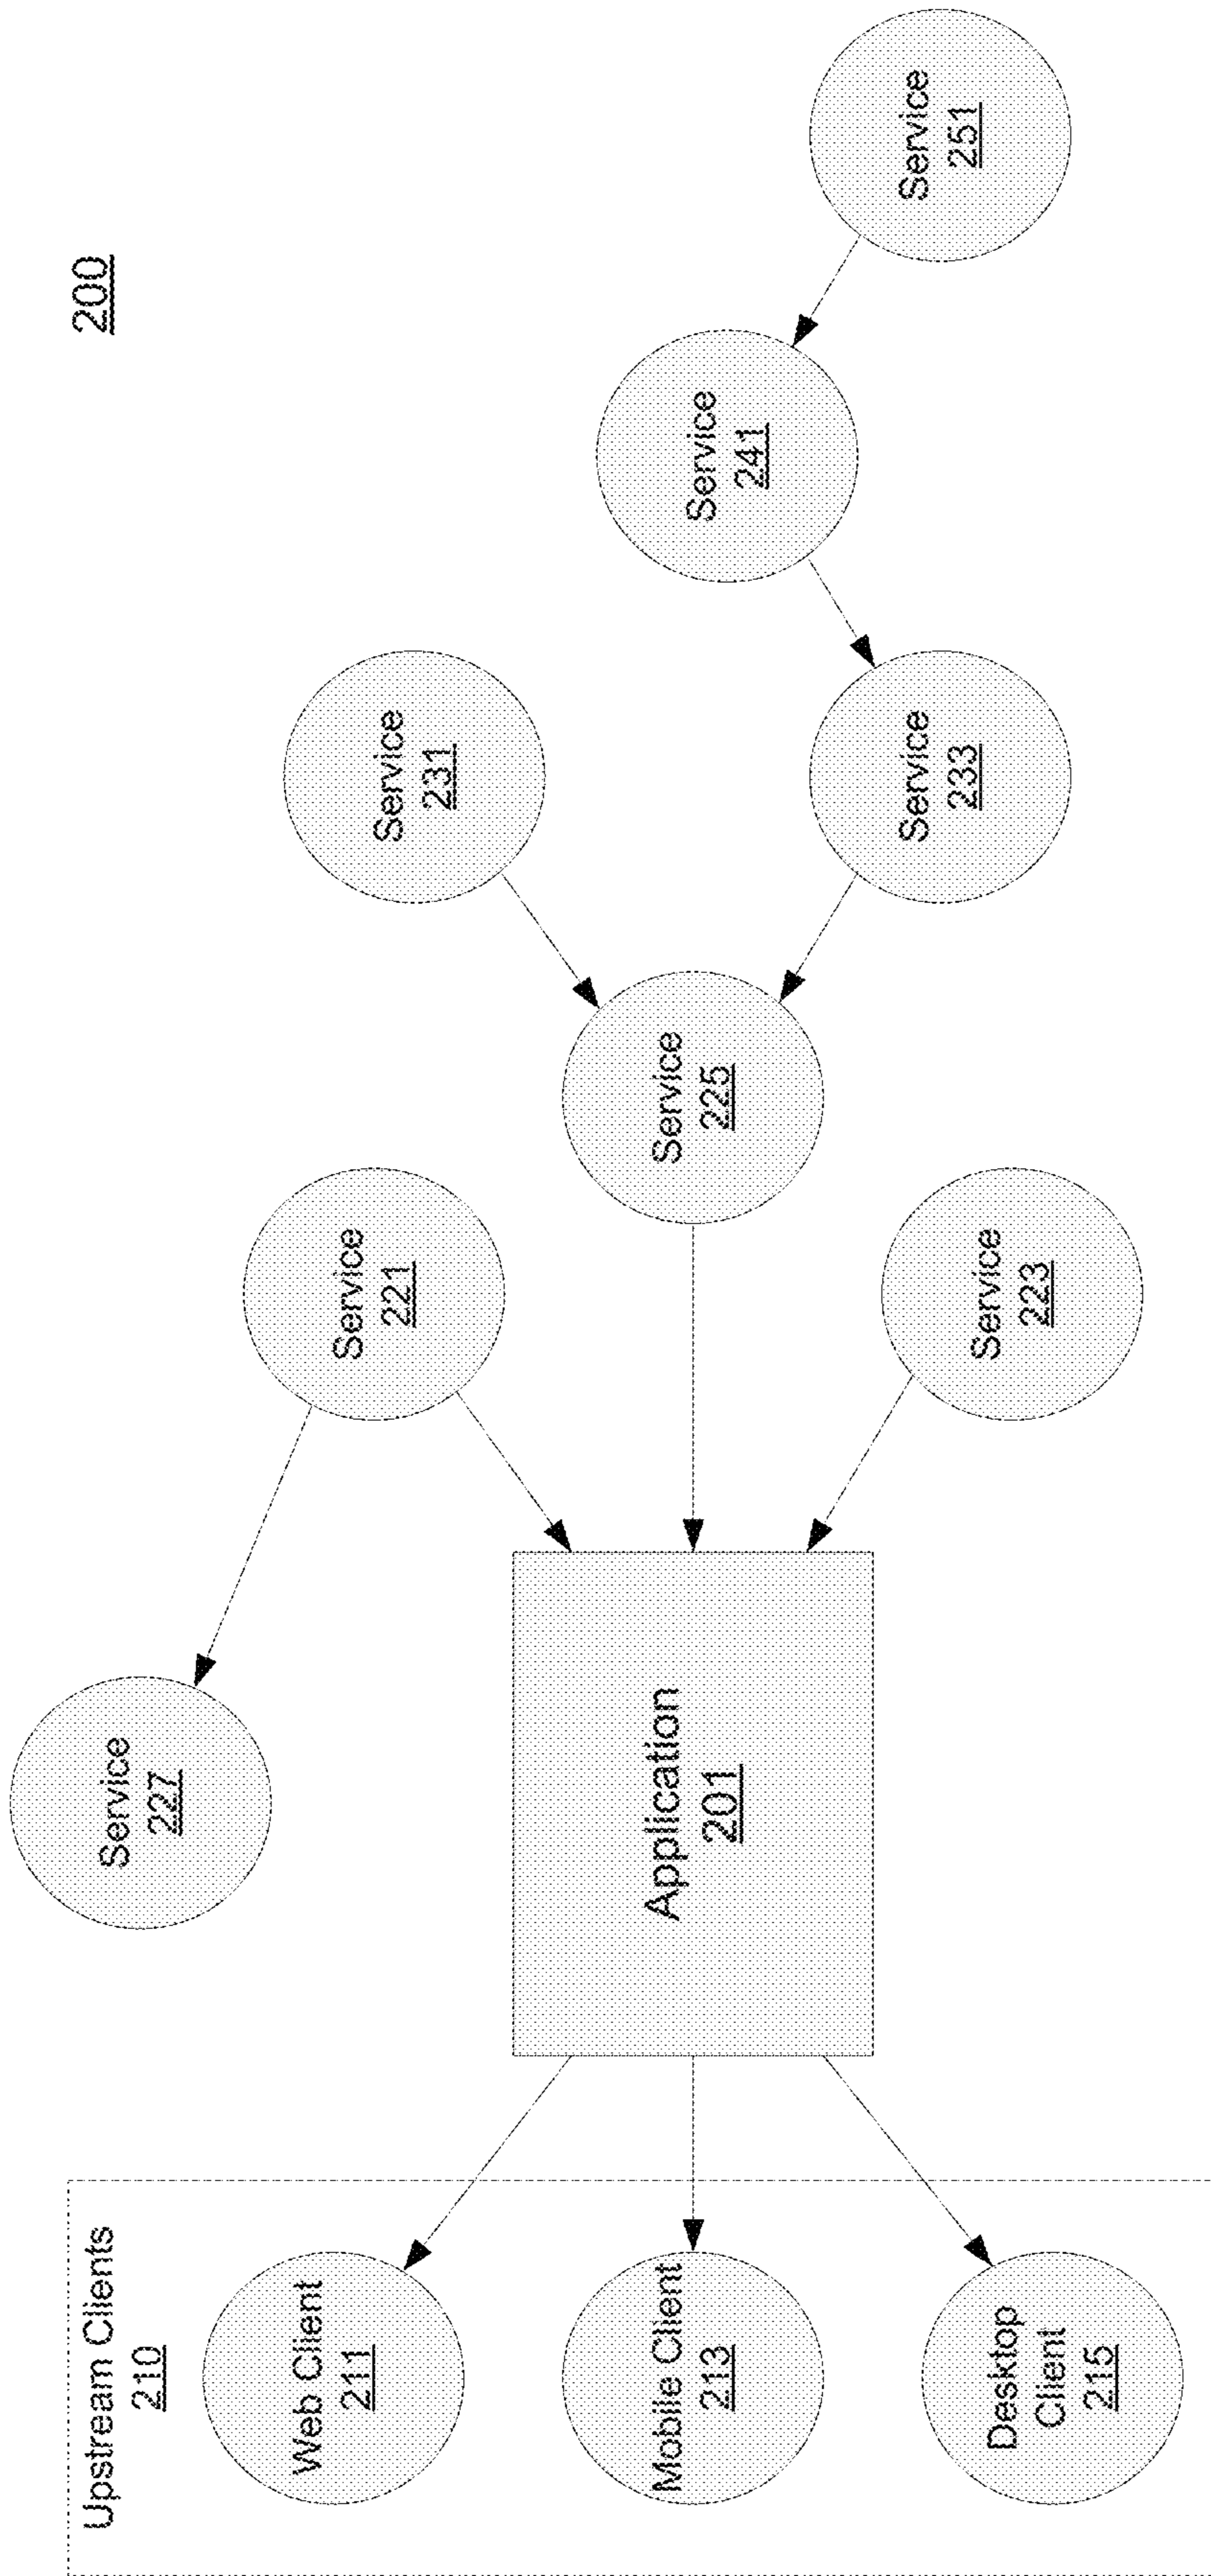 200
Upstream Clients
210
Web Client
211
Mobile Client
213
Desktop
Client
215
Application
201
Service
227
Service
221
Service
225
Service
223
Service
231
Service
233
Service
241
Service
251